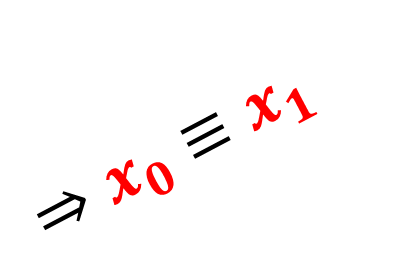 ⇒ x₀ ≡ x₁